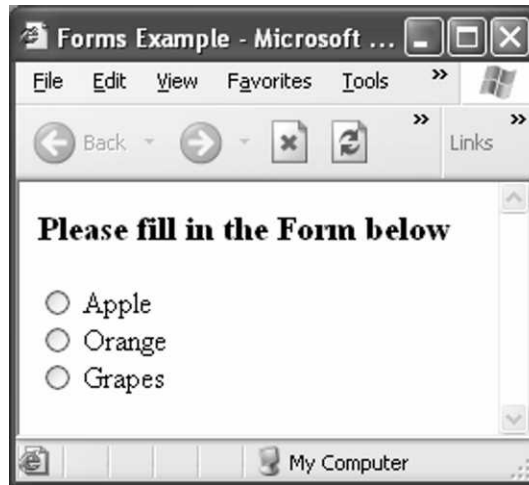 Forms Example - Microsoft ...
File Edit View Favorites Tools »
Back » Links »
Please fill in the Form below
Apple
Orange
Grapes
My Computer